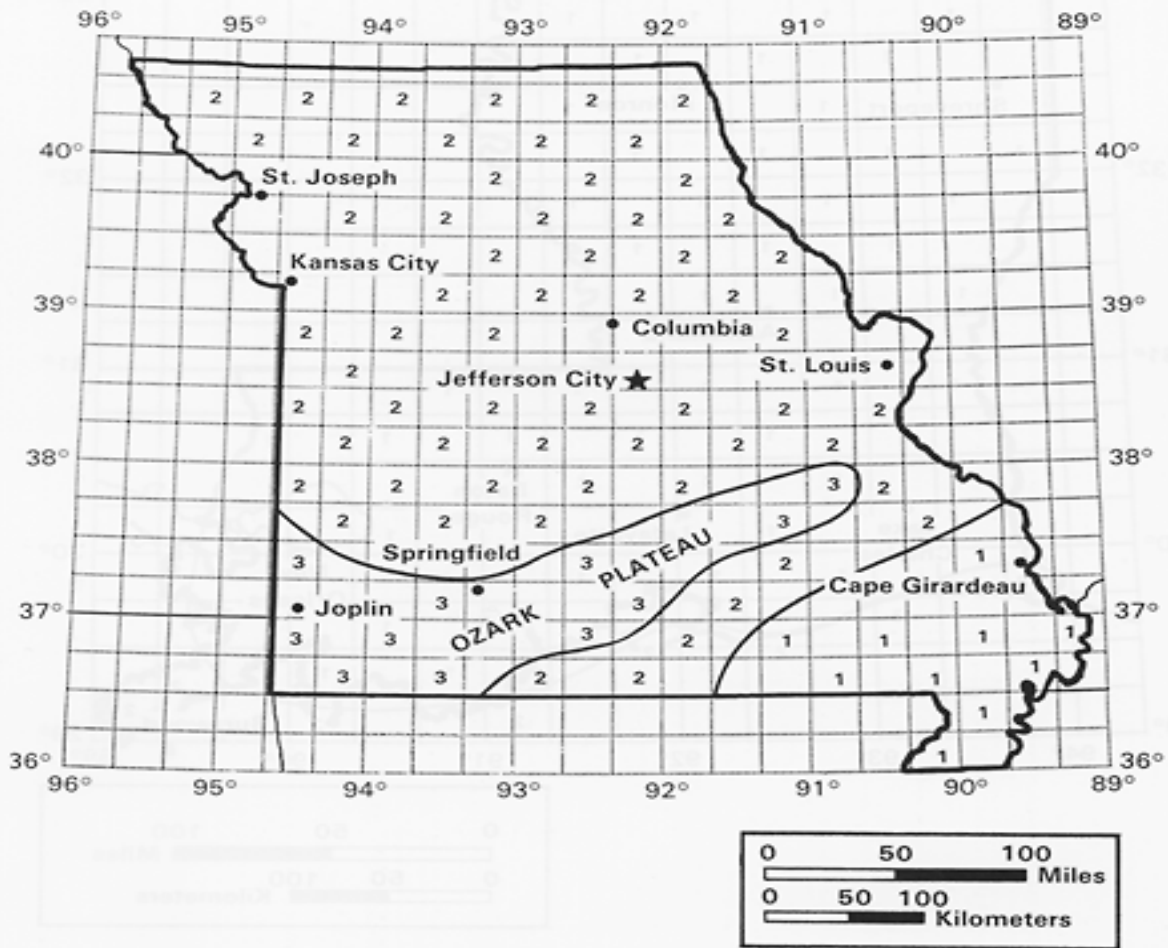 96° 95° 94° 93° 92° 91° 90° 89°
2 2 2 2 2 2
2 2 2 2 2
40° 40°
St. Joseph 2 2 2
2 2 2 2 2
Kansas City 2 2 2 2
2 2 2 2
39° 39°
2 2 2 Columbia 2
2 Jefferson City St. Louis
2 2 2 2 2 2 2
2 2 2 2 2 2
38° 38°
2 2 2 2 2 3 2
2 2 2 3 2
Springfield PLATEAU
3 3 2 1
Cape Girardeau
37° Joplin 3 3 2 37°
OZARK
3 3 3 2 1 1 1 1
3 3 2 2 1 1 1
1
36° 1 36°
96° 95° 94° 93° 92° 91° 90° 89°
0 50 100
Miles
0 50 100
Kilometers